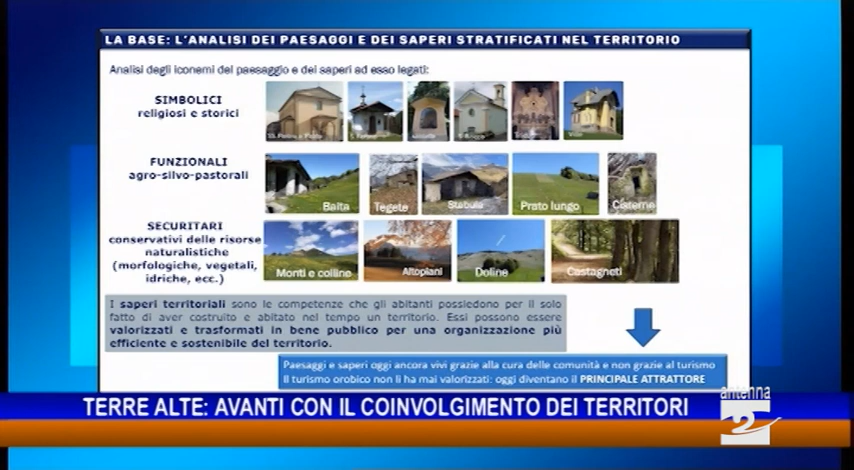 LA BASE: L'ANALISI DEI PAESAGGI E DEI SAPERI STRATIFICATI NEL TERRITORIO
Analisi degli iconemi del paesaggio e dei saperi ad esso legati:
SIMBOLICI
religiosi e storici
FUNZIONALI
agro-silvo-pastorali
Baita
Tegete
Stabula
Prato lungo
Cisterne
SECURITARI
conservativi delle risorse
naturalistiche
(morfologiche, vegetali,
idriche, ecc.)
Monti e colline
Altopiani
Doline
Castagneti
I saperi territoriali sono le competenze che gli abitanti possiedono per il solo
fatto di aver costruito e abitato nel tempo un territorio. Essi possono essere
valorizzati e trasformati in bene pubblico per una organizzazione più
efficiente e sostenibile del territorio.
Paesaggi e saperi oggi ancora vivi grazie alla cura delle comunità e non grazie al turismo
Il turismo orobico non li ha mai valorizzati: oggi diventano il PRINCIPALE ATTRATTORE
TERRE ALTE: AVANTI CON IL COINVOLGIMENTO DEI TERRITORI
antenna
2